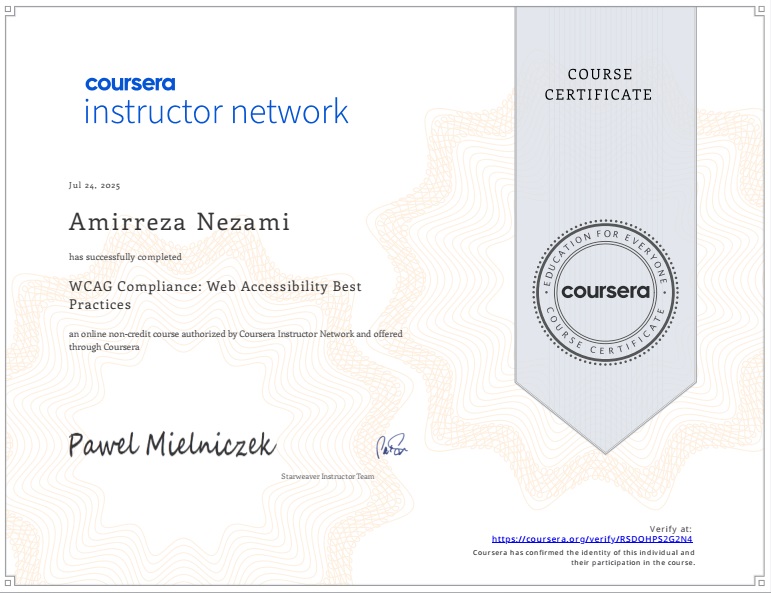 coursera
instructor network
COURSE
CERTIFICATE
Jul 24, 2025
Amirreza Nezami
has successfully completed
WCAG Compliance: Web Accessibility Best
Practices
an online non-credit course authorized by Coursera Instructor Network and offered
through Coursera
EDUCATION FOR EVERYONE
coursera
COURSE CERTIFICATE
Pawel Mielniczek
Starweaver Instructor Team
Verify at:
https://coursera.org/verify/RSDOHPS2G2N4
Coursera has confirmed the identity of this individual and
their participation in the course.